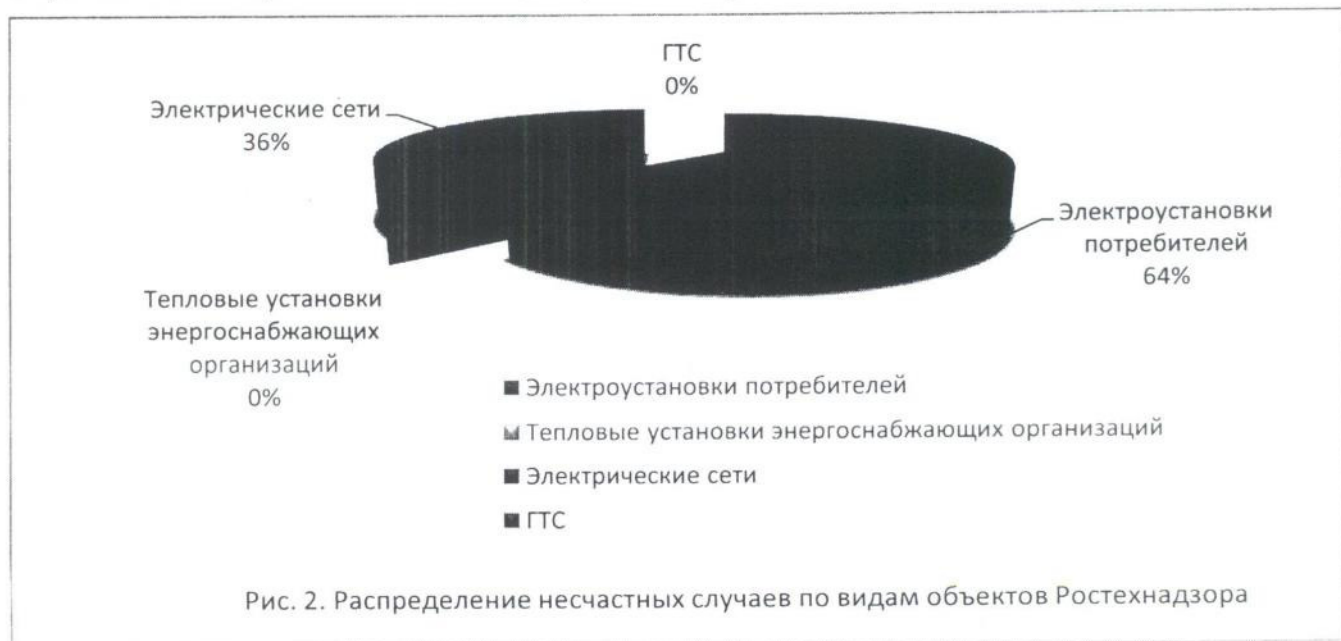 ГТС
0%
Электрические сети
36%
Электроустановки
потребителей
64%
Тепловые установки
энергоснабжающих
организаций
0%
Электроустановки потребителей
Тепловые установки энергоснабжающих организаций
Электрические сети
ГТС
Рис. 2. Распределение несчастных случаев по видам объектов Ростехнадзора